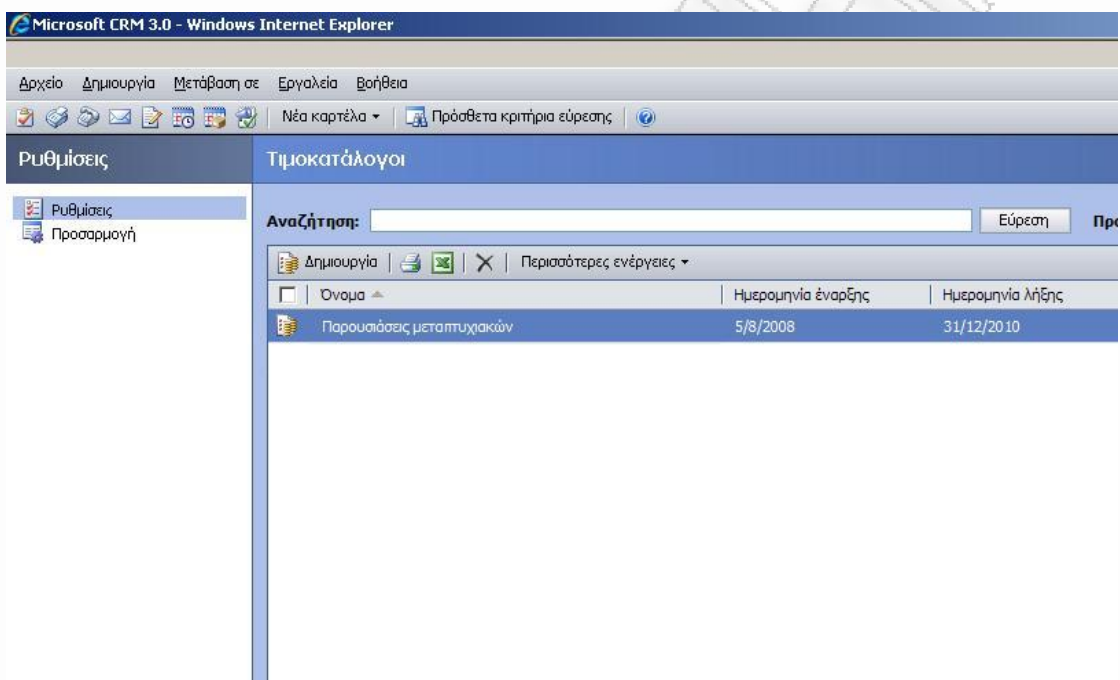 Microsoft CRM 3.0 - Windows Internet Explorer
Αρχείο Δημιουργία Μετάβαση σε Εργαλεία Βοήθεια
Νέα καρτέλα Πρόσθετα κριτήρια εύρεσης
Ρυθμίσεις Τιμοκατάλογοι
Ρυθμίσεις
Προσαρμογή
Αναζήτηση: Εύρεση
Δημιουργία Περισσότερες ενέργειες
Όνομα Ημερομηνία έναρξης Ημερομηνία λήξης
Παρουσιάσεις μεταπτυχιακών 5/8/2008 31/12/2010